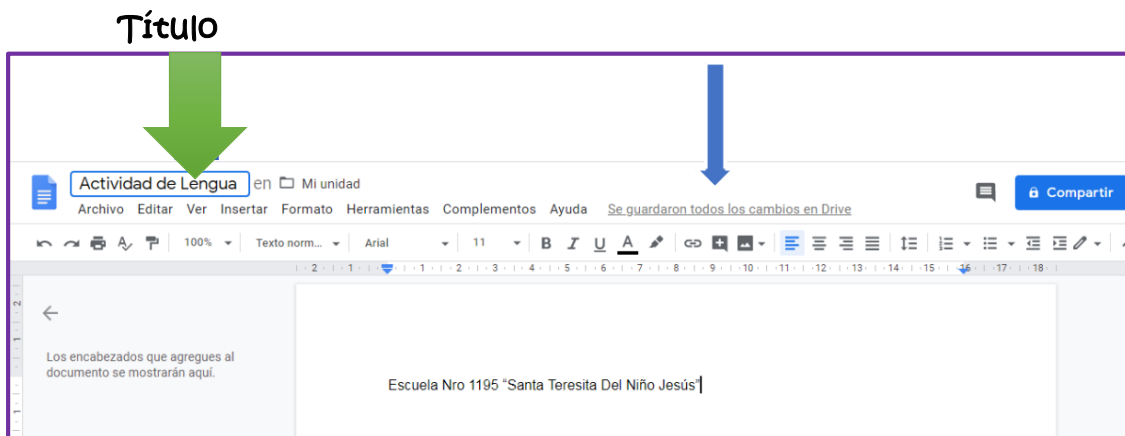 Título
Actividad de Lengua en Mi unidad
Compartir
Archivo Editar Ver Insertar Formato Herramientas Complementos Ayuda Se guardaron todos los cambios en Drive
100% Texto norm... Arial 11 B I U A
2 1 1 2 3 4 5 6 7 8 9 10 11 12 13 14 15 16 17 18
2
1
1
Los encabezados que agregues al
documento se mostrarán aquí.
Escuela Nro 1195 “Santa Teresita Del Niño Jesús”